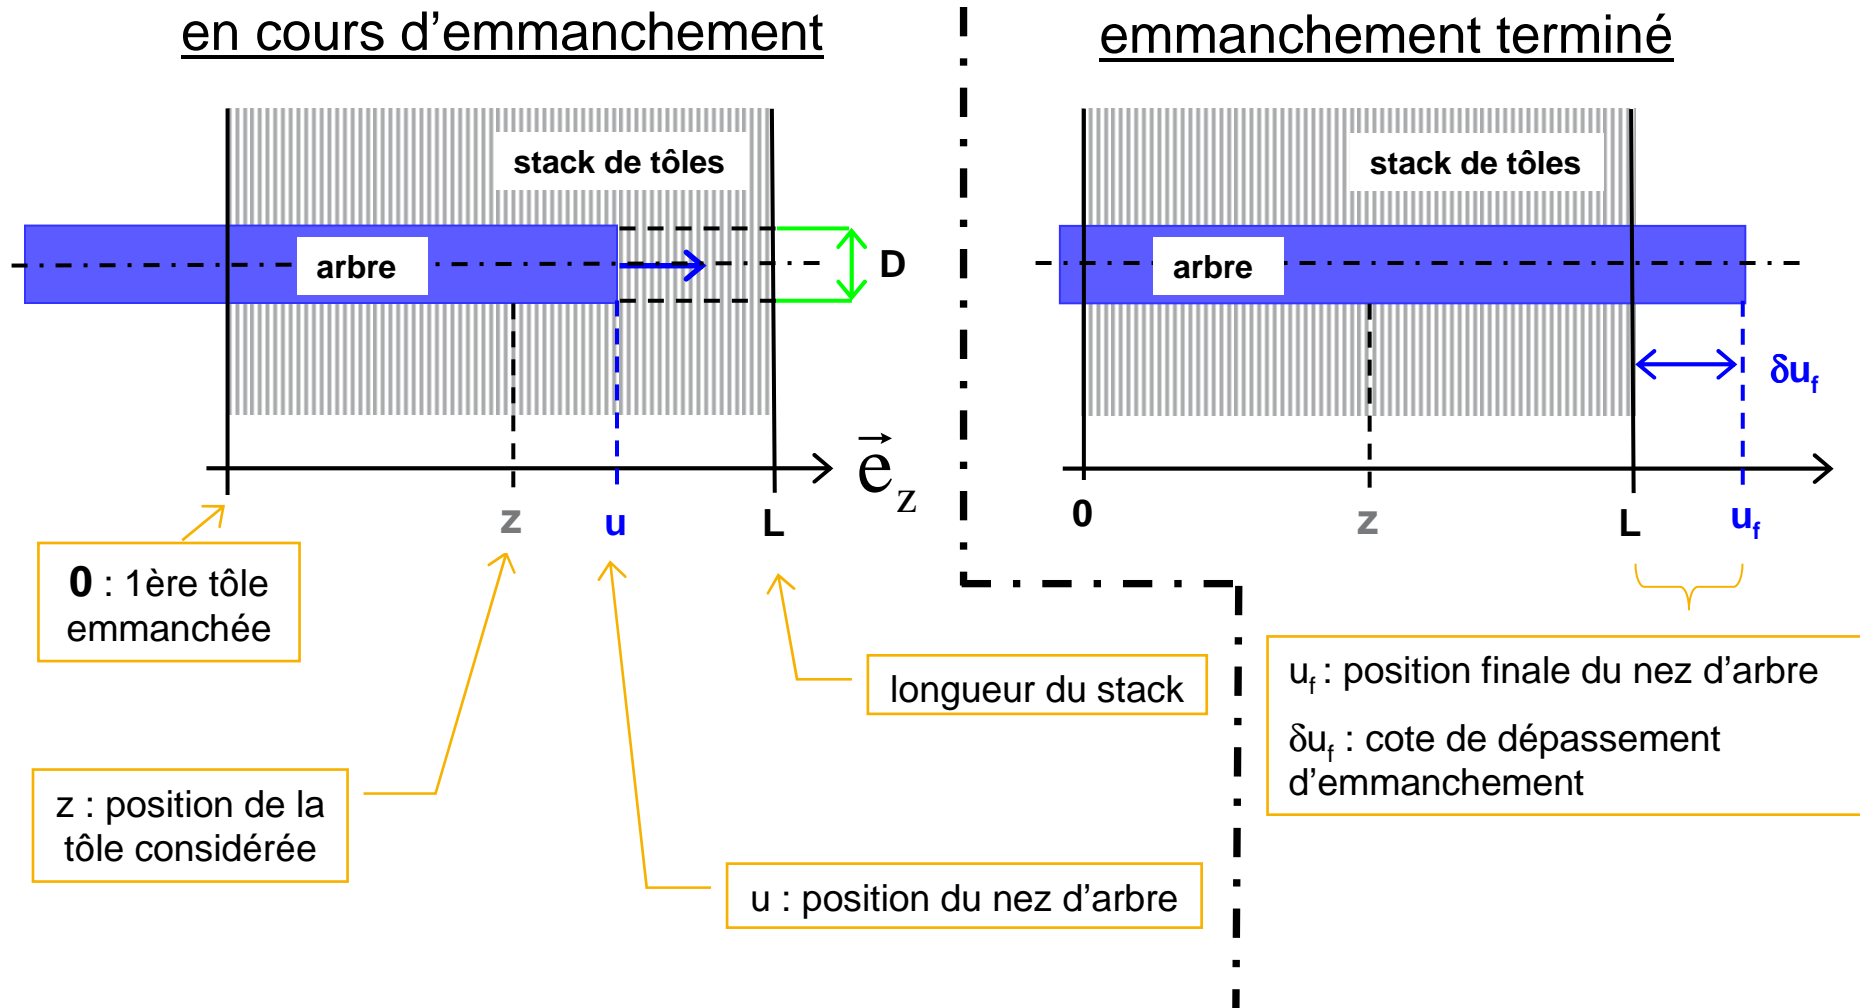 en cours d'emmanchement
stack de tôles
arbre
D
e z
z
u
L
0 : 1ère tôle
emmanchée
z : position de la
tôle considérée
longueur du stack
u : position du nez d'arbre
emmanchement terminé
stack de tôles
arbre
δuf
0
z
L
uf
uf : position finale du nez d'arbre
δuf : cote de dépassement
d'emmanchement